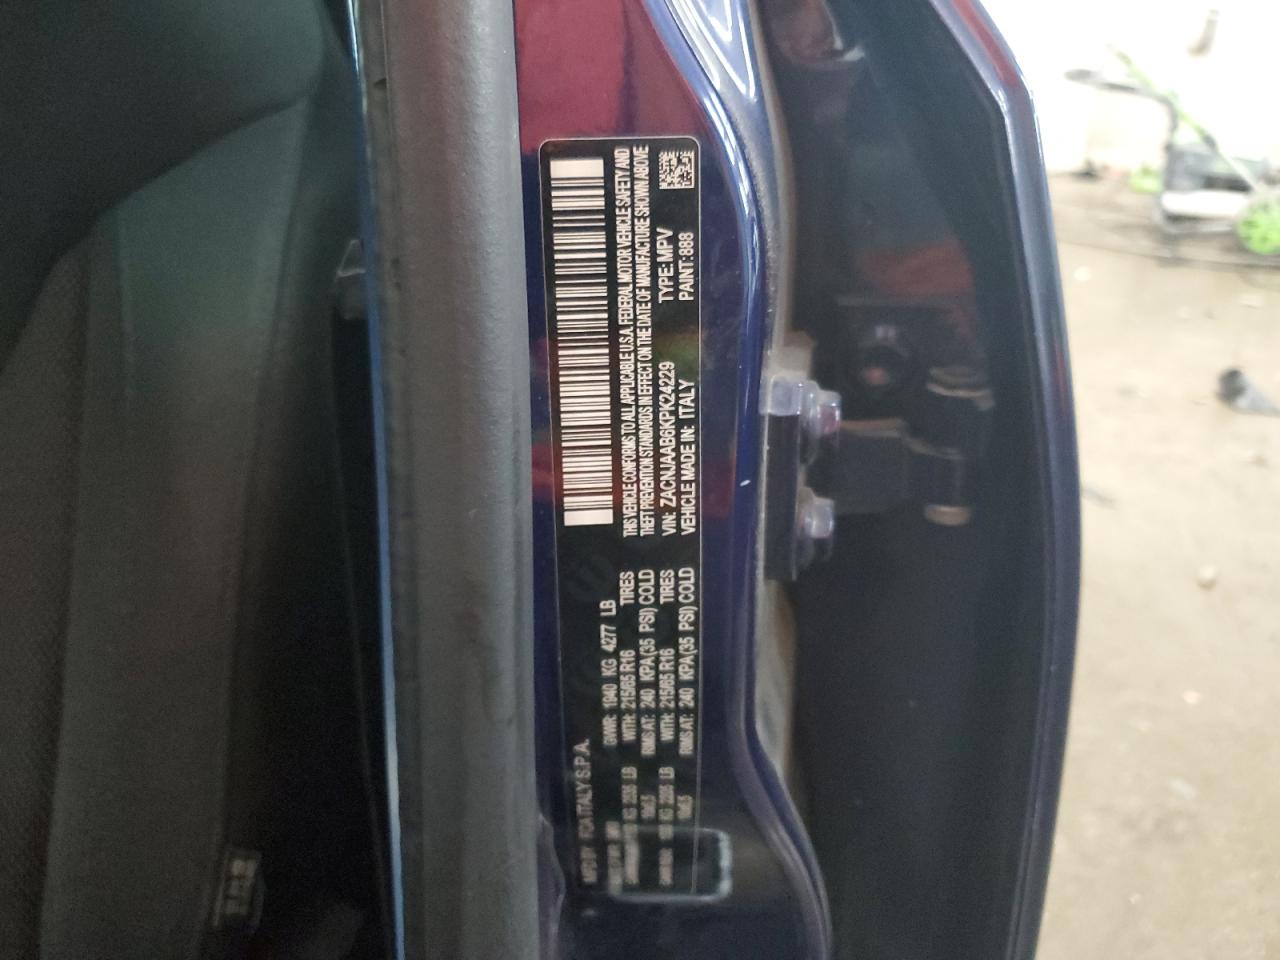 MFD BY FCA ITALY S.P.A.
GVWR: 1940 KG 4277 LB
WITH: 215/65 R16 TIRES
RIMS AT: 240 KPA (35 PSI) COLD
KG LB WITH: 215/65 R16 TIRES
RIMS AT: 240 KPA (35 PSI) COLD
THIS VEHICLE CONFORMS TO ALL APPLICABLE U.S.A. FEDERAL MOTOR VEHICLE SAFETY AND
THEFT PREVENTION STANDARDS IN EFFECT ON THE DATE OF MANUFACTURE SHOWN ABOVE
VIN: ZACNJAAB6KPK24229 TYPE: MPV
VEHICLE MADE IN: ITALY PAINT: 888